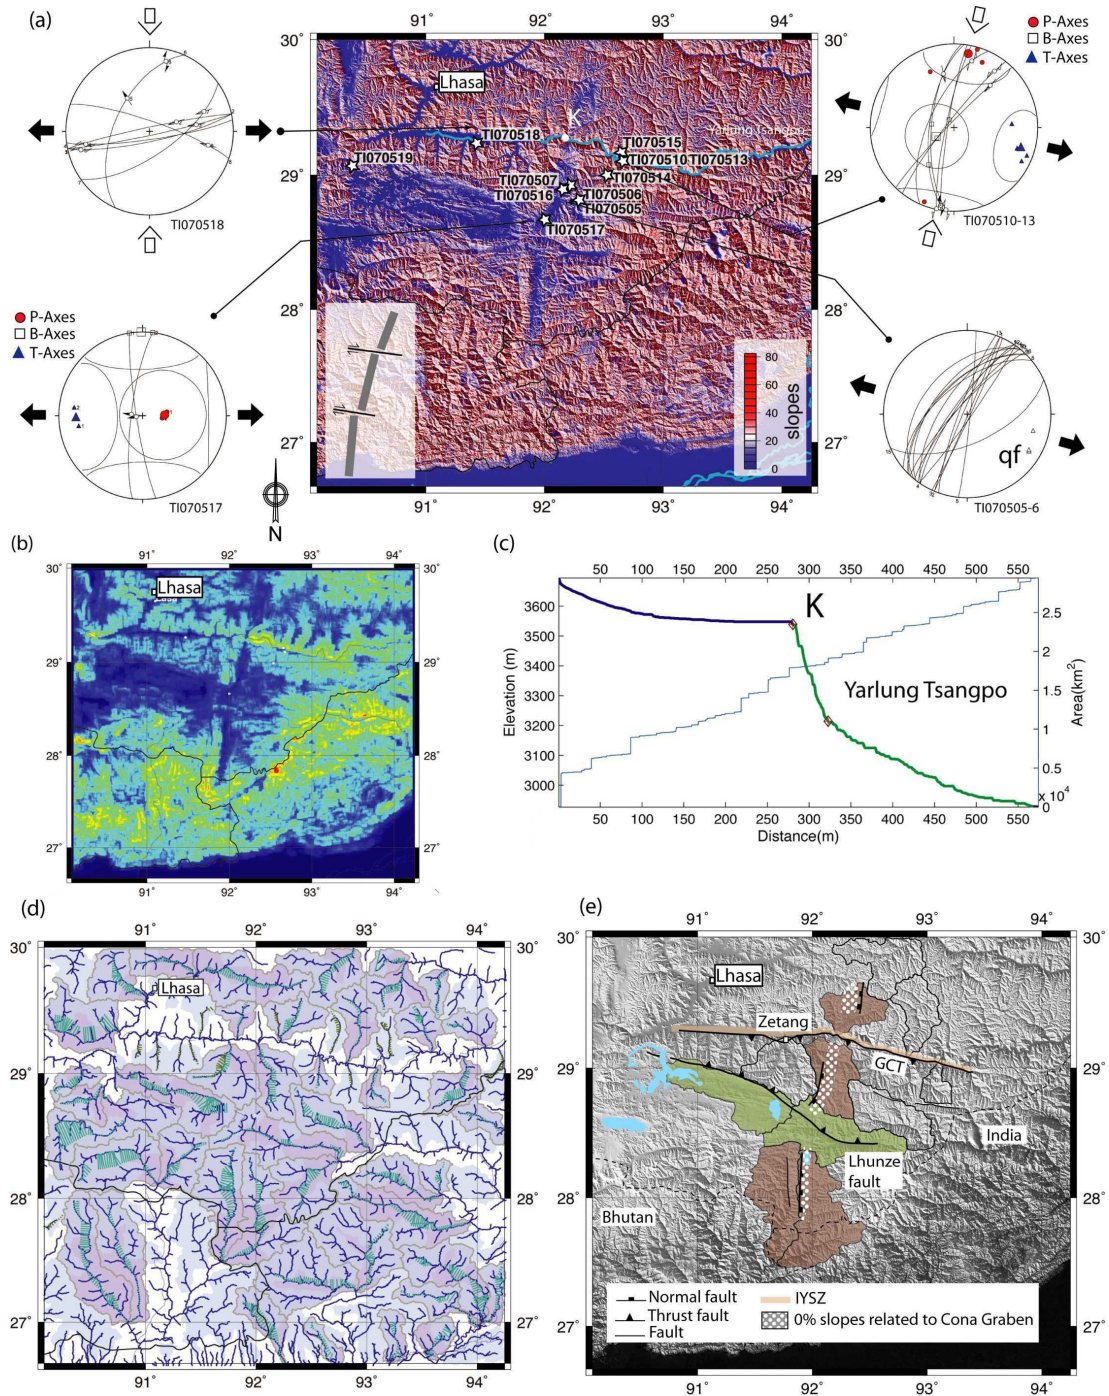 (a)
P-Axes
B-Axes
T-Axes
TI070518
TI070510-13
91˚ 92˚ 93˚ 94˚
30˚
29˚
28˚
27˚
Lhasa
K
Yarlung Tsangpo
TI070518
TI070515
TI070510 TI070513
TI070519
TI070514
TI070507
TI070516
TI070506
TI070505
TI070517
P-Axes
B-Axes
T-Axes
TI070517
N
80
60
40
20
0
slopes
91˚ 92˚ 93˚ 94˚
qf
TI070505-6
(b)
91˚ 92˚ 93˚ 94˚
30˚ 30˚
29˚ 29˚
28˚ 28˚
27˚ 27˚
Lhasa
91˚ 92˚ 93˚ 94˚
(c)
50 100 150 200 250 300 350 400 450 500 550
3600
3500
3400
3300
3200
3100
3000
Elevation (m)
K
Yarlung Tsangpo
2.5
2
1.5
1
0.5
0
x 10⁴
Area(km²)
50 100 150 200 250 300 350 400 450 500 550
Distance(m)
(d)
91˚ 92˚ 93˚ 94˚
30˚ 30˚
29˚ 29˚
28˚ 28˚
27˚ 27˚
Lhasa
91˚ 92˚ 93˚ 94˚
(e)
91˚ 92˚ 93˚ 94˚
30˚ 30˚
29˚ 29˚
28˚ 28˚
27˚ 27˚
Lhasa
Zetang
GCT
India
Lhunze
fault
Bhutan
Normal fault
Thrust fault
Fault
IYSZ
0% slopes related to Cona Graben
91˚ 92˚ 93˚ 94˚